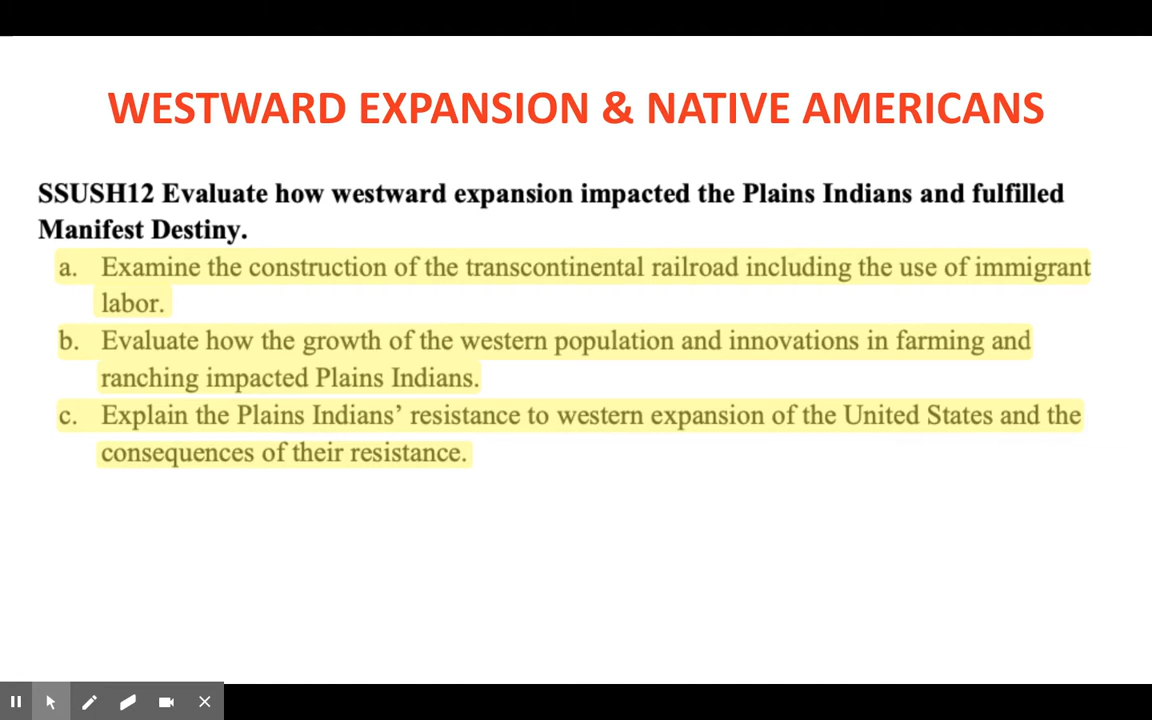 WESTWARD EXPANSION & NATIVE AMERICANS
SSUSH12 Evaluate how westward expansion impacted the Plains Indians and fulfilled
Manifest Destiny.
a. Examine the construction of the transcontinental railroad including the use of immigrant
labor.
b. Evaluate how the growth of the western population and innovations in farming and
ranching impacted Plains Indians.
c. Explain the Plains Indians’ resistance to western expansion of the United States and the
consequences of their resistance.